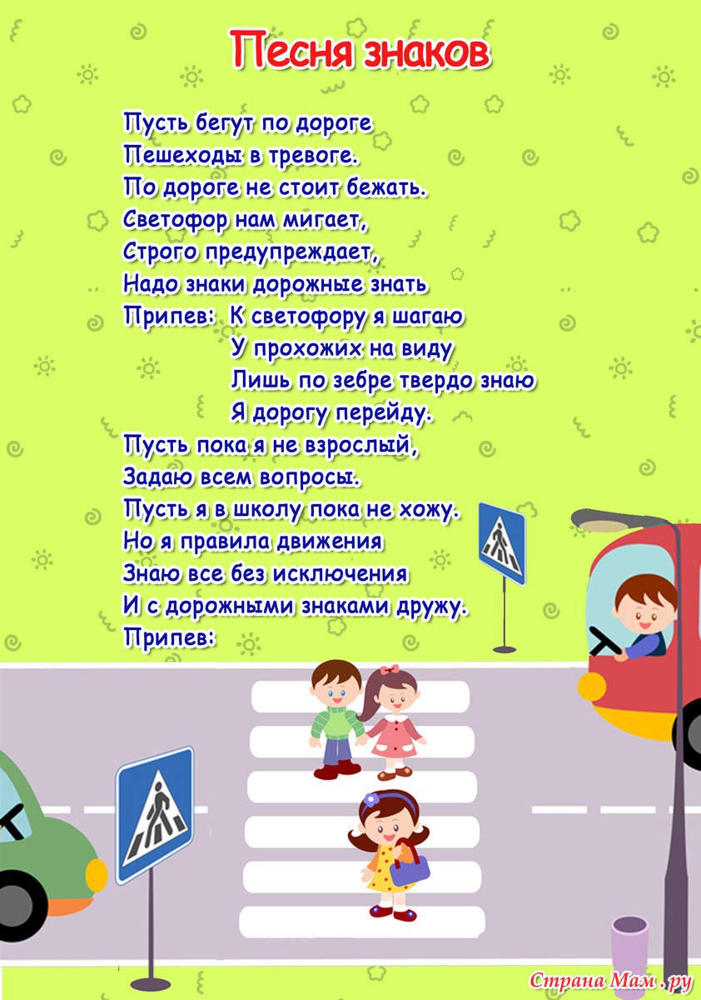 Песня знаков
Пусть бегут по дороге
Пешеходы в тревоге.
По дороге не стоит бежать.
Светофор нам мигает,
Строго предупреждает,
Надо знаки дорожные знать
Припев: К светофору я шагаю
У прохожих на виду
Лишь по зебре твердо знаю
Я дорогу перейду.
Пусть пока я не взрослый,
Задаю всем вопросы.
Пусть я в школу пока не хожу.
Но я правила движения
Знаю все без исключения
И с дорожными знаками дружу.
Припев:
Страна Мам . ру